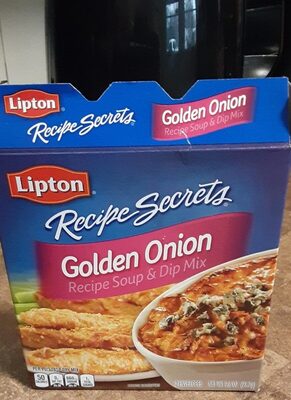 Lipton
Recipe Secrets
Golden Onion
Recipe Soup & Dip Mix
Lipton
Recipe Secrets
Golden Onion
Recipe Soup & Dip Mix